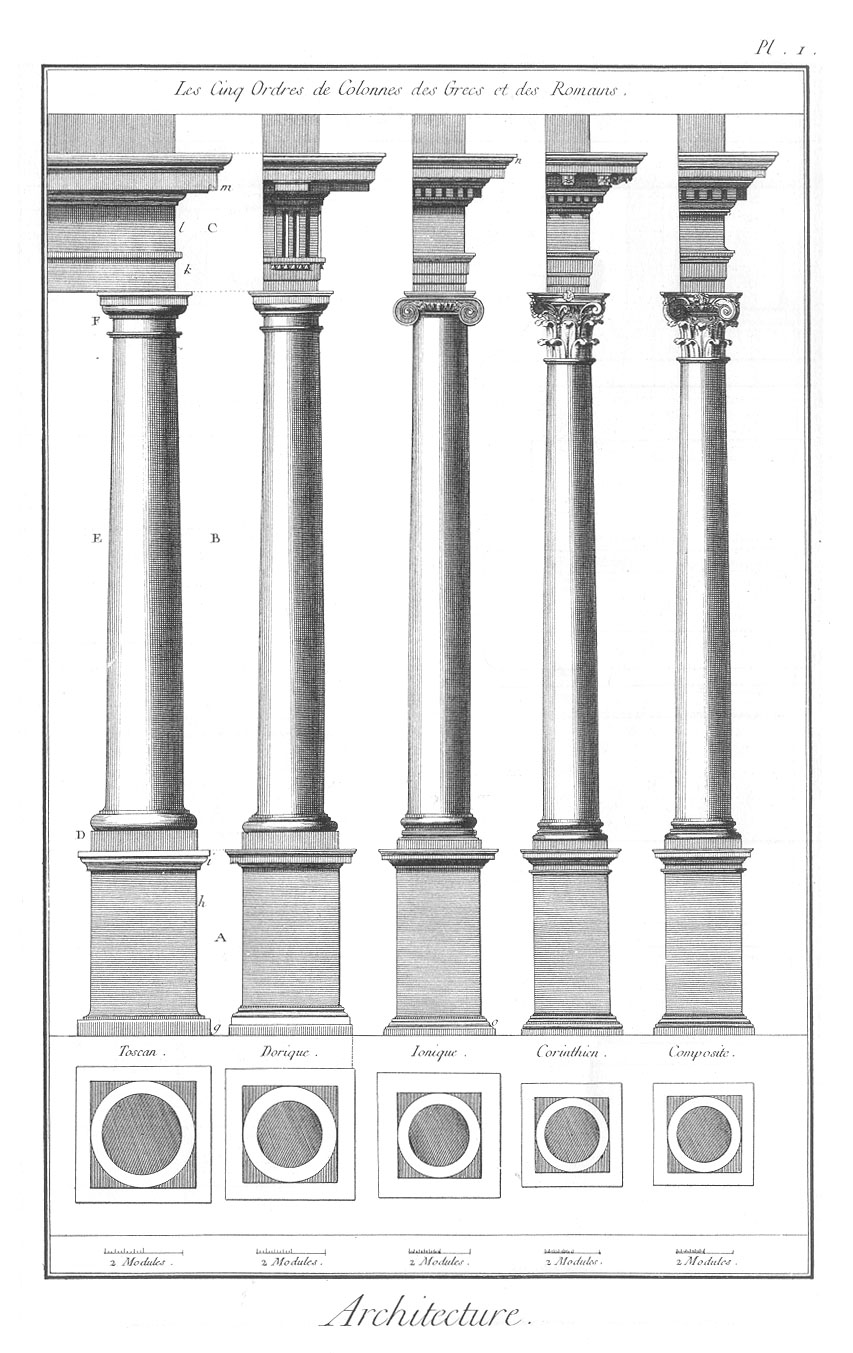 Pl . 1 .
Les Cinq Ordres de Colonnes des Grecs et des Romains .
n
m
l C
k
F
E B
D
i
h
A
g o
Toscan . Dorique . Ionique . Corinthien . Composite .
2 Modules . 2 Modules . 2 Modules . 2 Modules . 2 Modules .
Architecture .